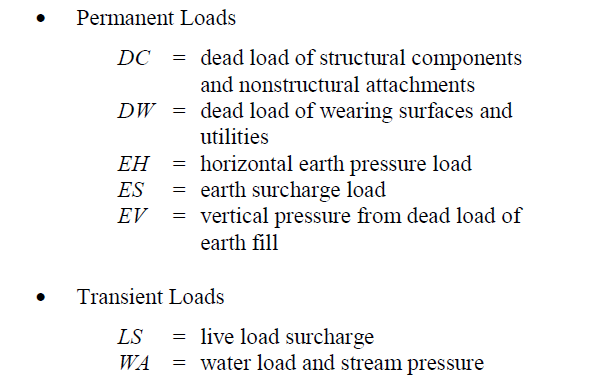 • Permanent Loads
DC = dead load of structural components
and nonstructural attachments
DW = dead load of wearing surfaces and
utilities
EH = horizontal earth pressure load
ES = earth surcharge load
EV = vertical pressure from dead load of
earth fill
• Transient Loads
LS = live load surcharge
WA = water load and stream pressure